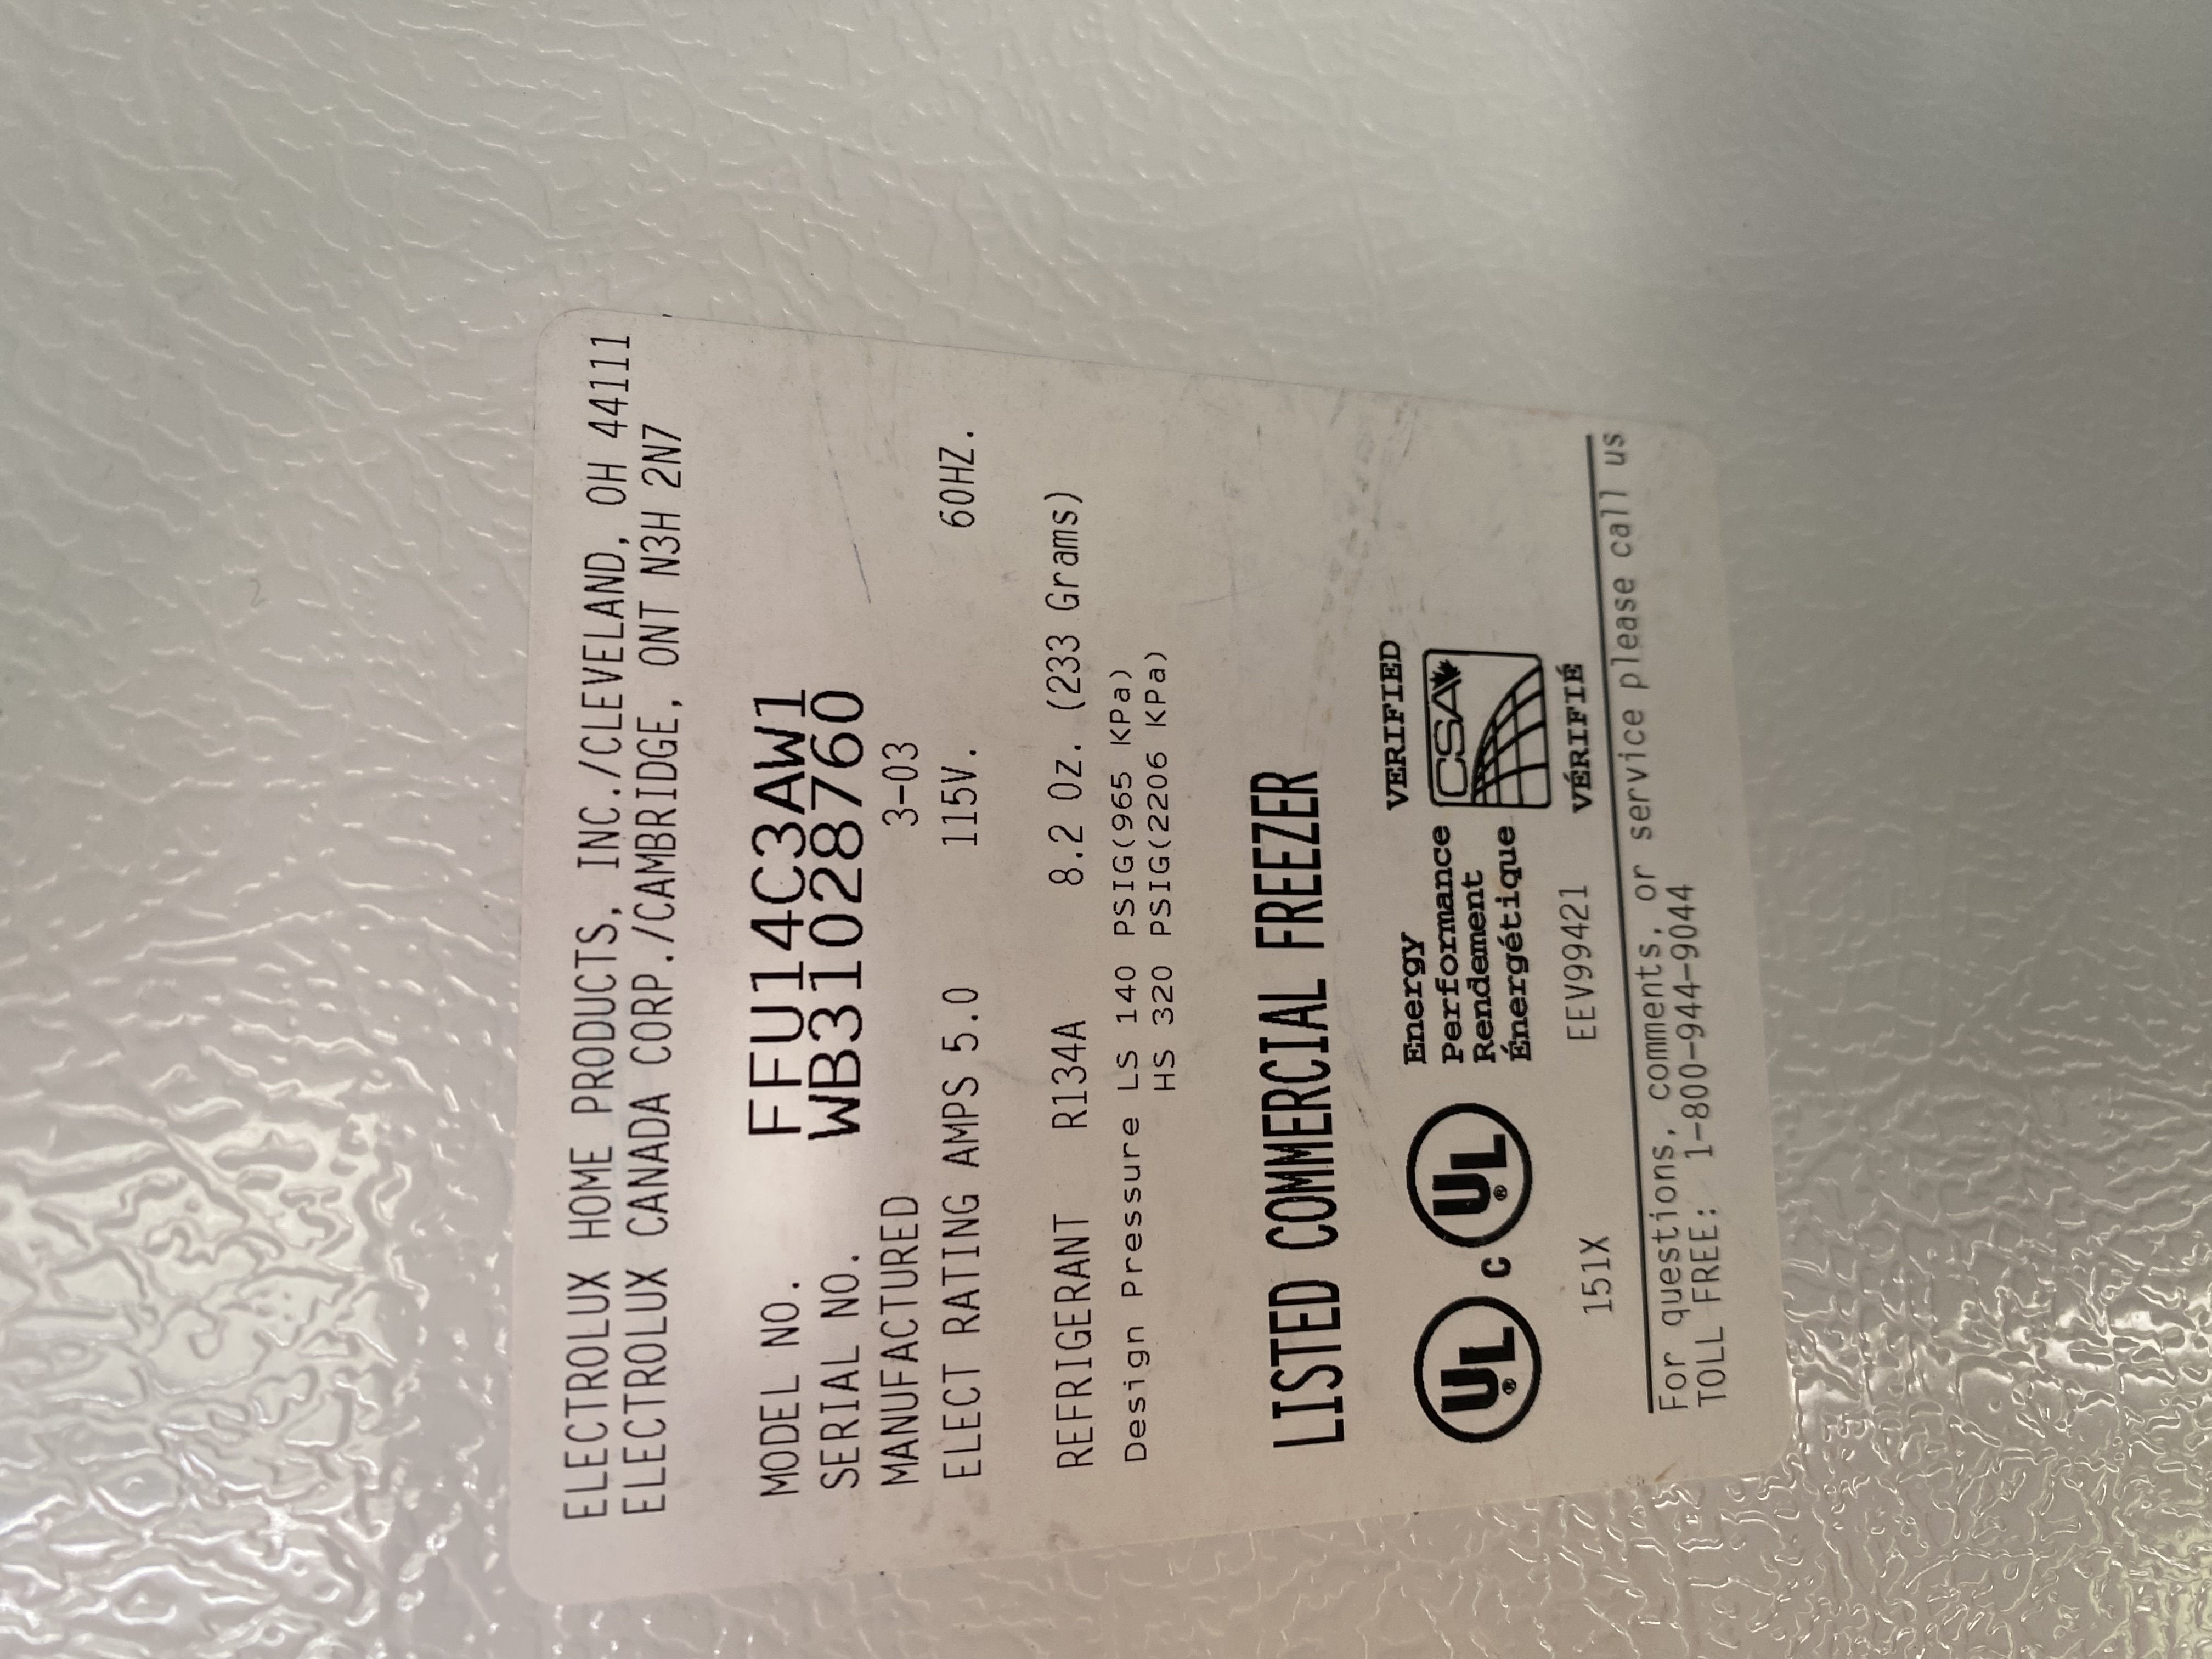 ELECTROLUX HOME PRODUCTS, INC./CLEVELAND, OH 44111
ELECTROLUX CANADA CORP./CAMBRIDGE, ONT N3H 2N7
MODEL NO. FFU14C3AW1
SERIAL NO. WB31028760
MANUFACTURED 3-03
ELECT RATING AMPS 5.0 115V. 60HZ.
REFRIGERANT R134A 8.2 Oz. (233 Grams)
Design Pressure LS 140 PSIG(965 KPa)
HS 320 PSIG(2206 KPa)
LISTED COMMERCIAL FREEZER
UL ® c UL ®
Energy
Performance
Rendement
Énergétique
VERIFIED
CSA
VÉRIFIÉ
151X EEV99421
For questions, comments, or service please call us
TOLL FREE: 1-800-944-9044